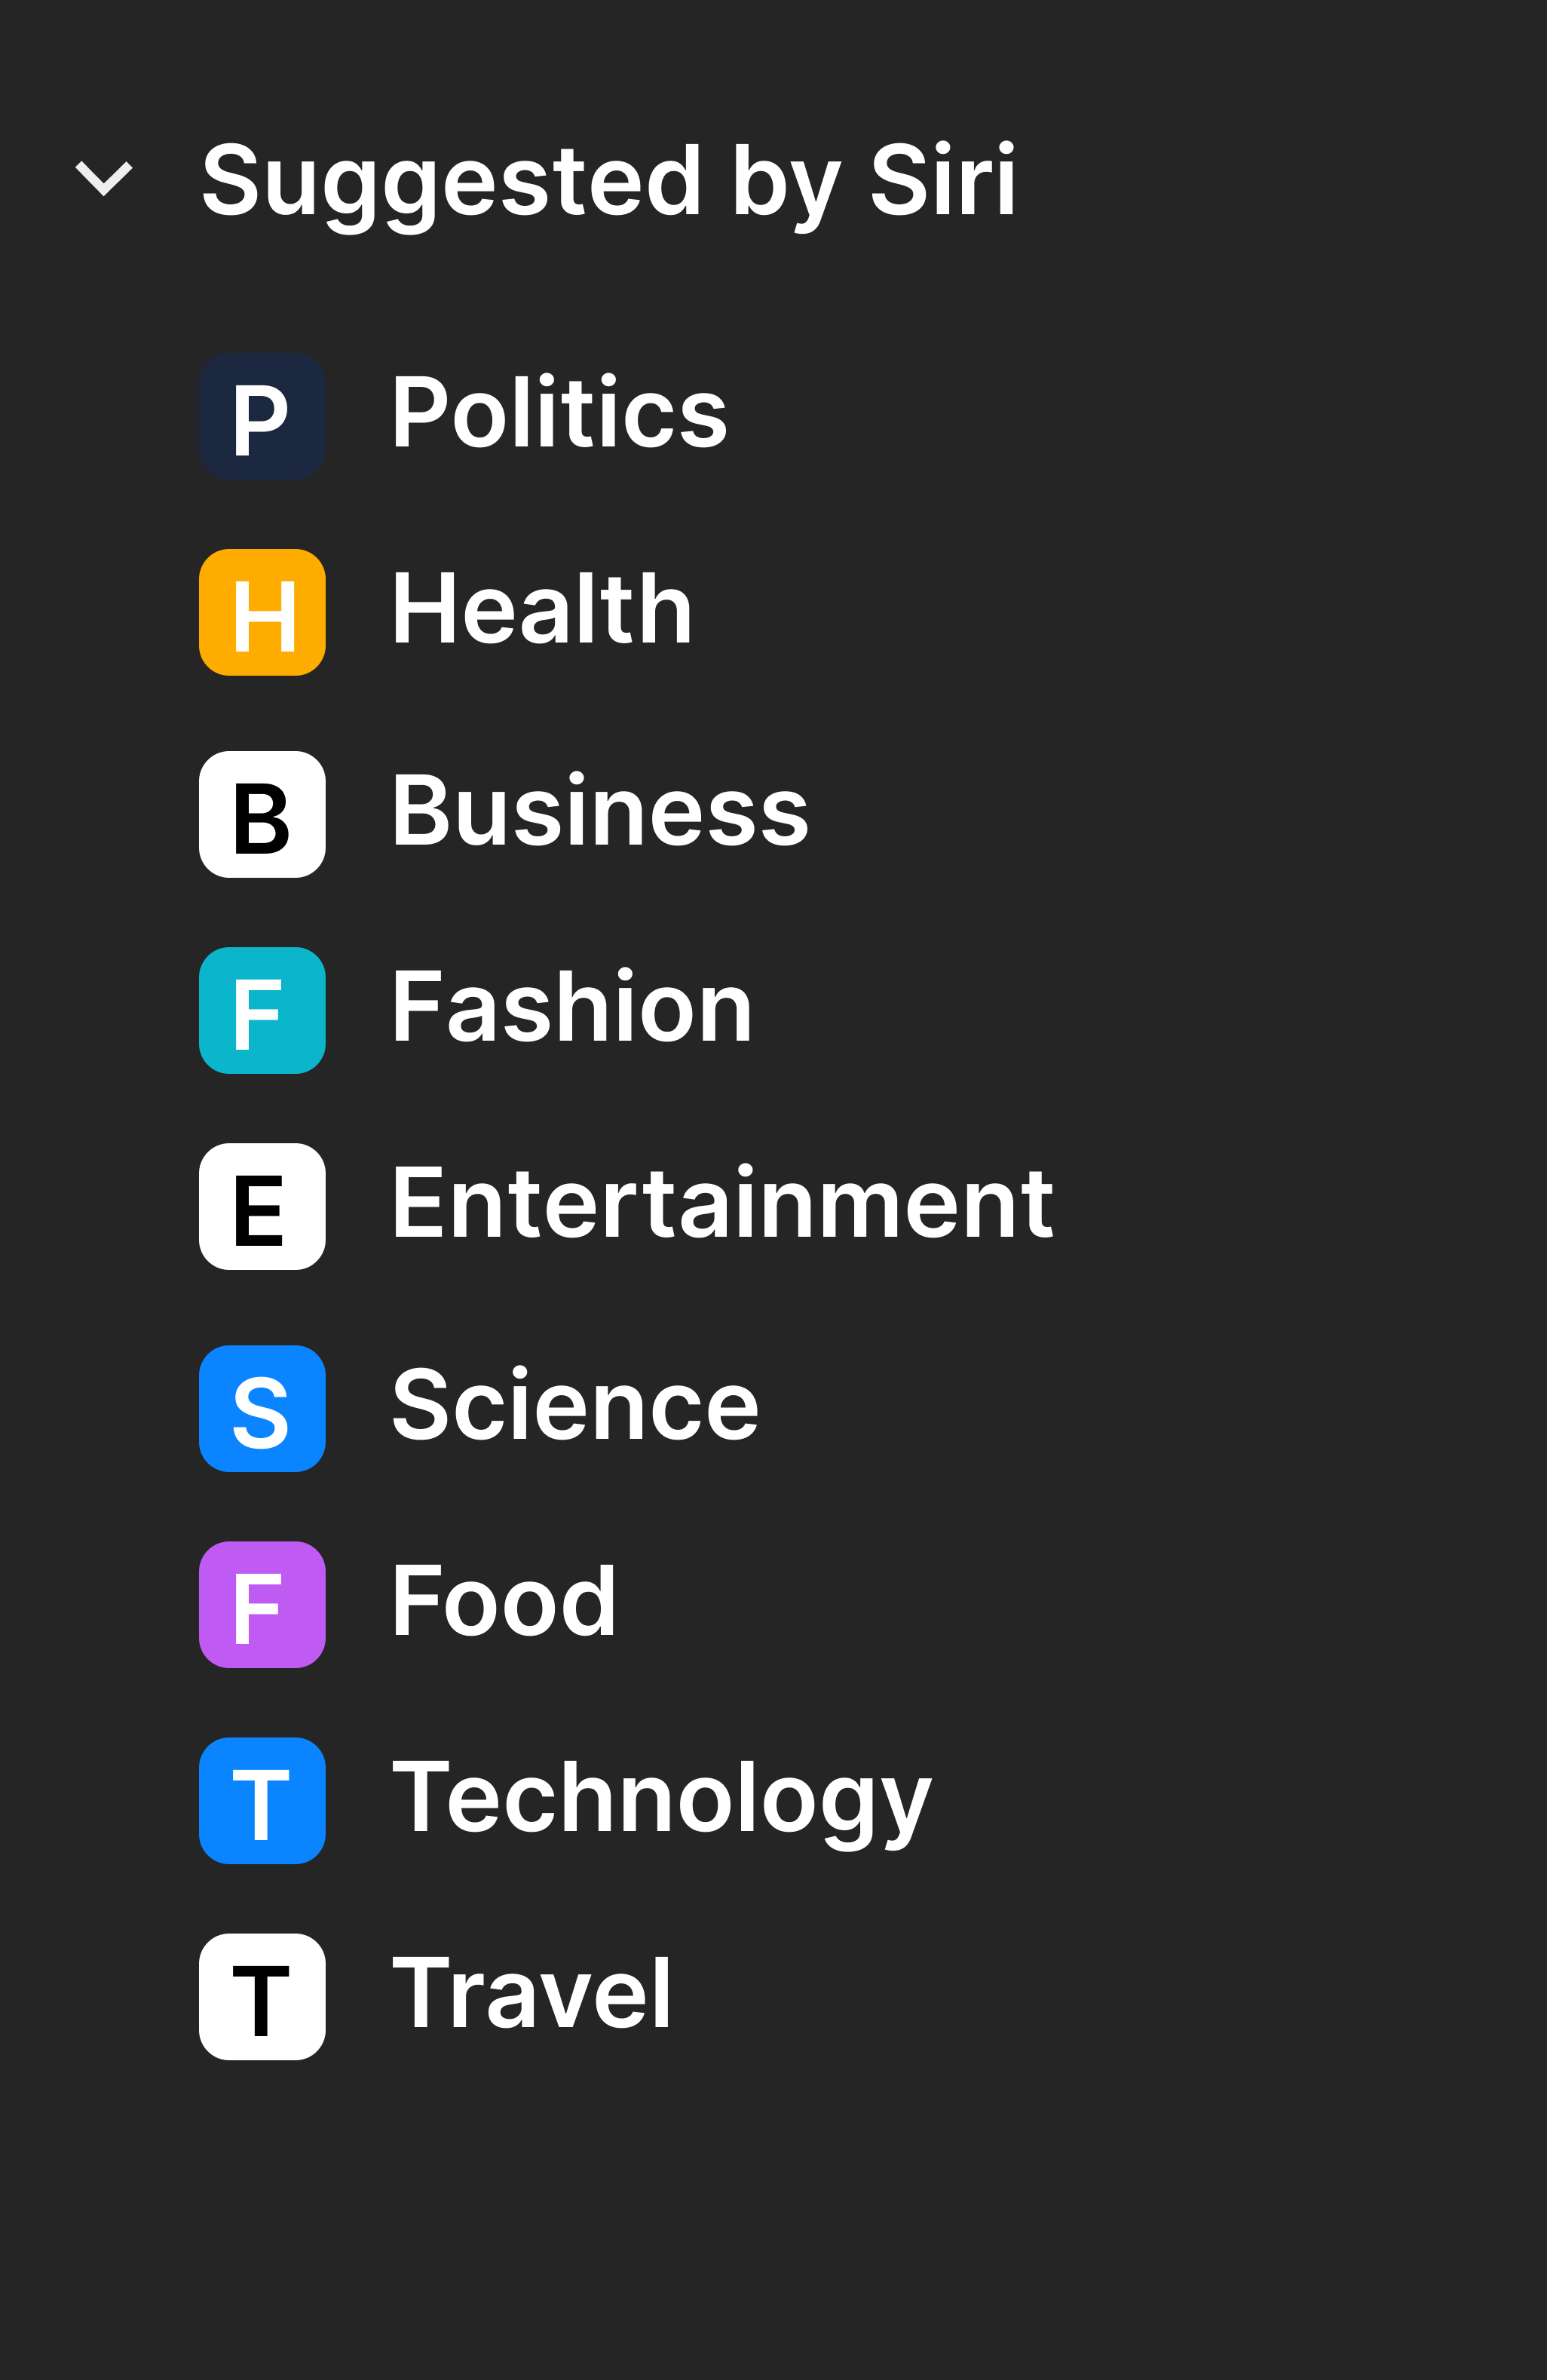 Suggested by Siri
P Politics
H Health
B Business
F Fashion
E Entertainment
S Science
F Food
T Technology
T Travel